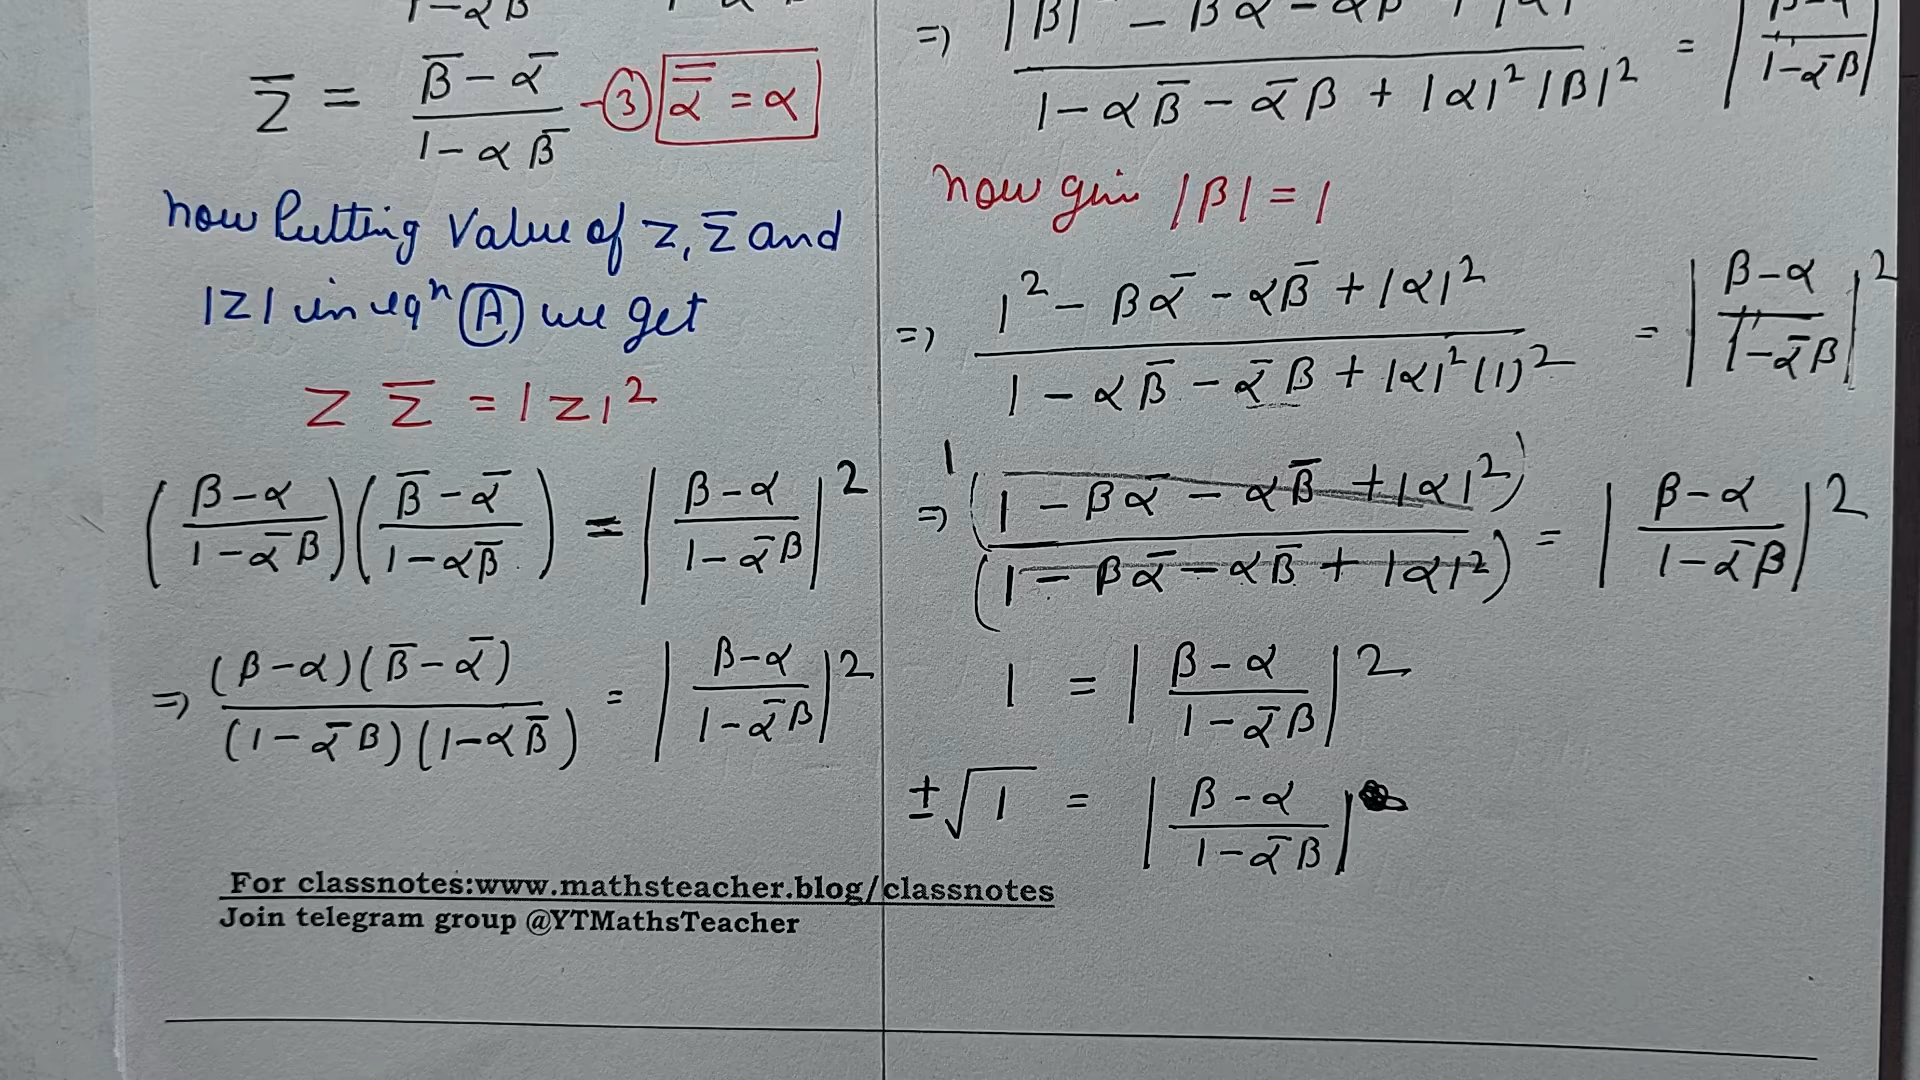 1-αβ̄
z̄ = (β̄-ᾱ)/(1-αβ̄) -③ ᾱ̄ = α
now Putting Value of z, z̄ and
|z| in eqⁿ Ⓐ we get
z z̄ = |z|²
((β-α)/(1-ᾱβ))((β̄-ᾱ)/(1-αβ̄)) = |(β-α)/(1-ᾱβ)|²
⇒ (β-α)(β̄-ᾱ)/(1-ᾱβ)(1-αβ̄) = |(β-α)/(1-ᾱβ)|²
⇒ (|β|² - βᾱ - αβ̄ + |α|²)/(1-αβ̄ - ᾱβ + |α|²|β|²) = |(β-α)/(1-ᾱβ)|
now giv |β| = 1
⇒ (1² - βᾱ - αβ̄ + |α|²)/(1 - αβ̄ - ᾱβ + |α|²(1)²) = |(β-α)/(1-ᾱβ)|²
1
⇒ (1 - βᾱ - αβ̄ + |α|²)/(1 - βᾱ - αβ̄ + |α|²) = |(β-α)/(1-ᾱβ)|²
1 = |(β-α)/(1-ᾱβ)|²
±√1 = |(β-α)/(1-ᾱβ)|
For classnotes:www.mathsteacher.blog/classnotes
Join telegram group @YTMathsTeacher